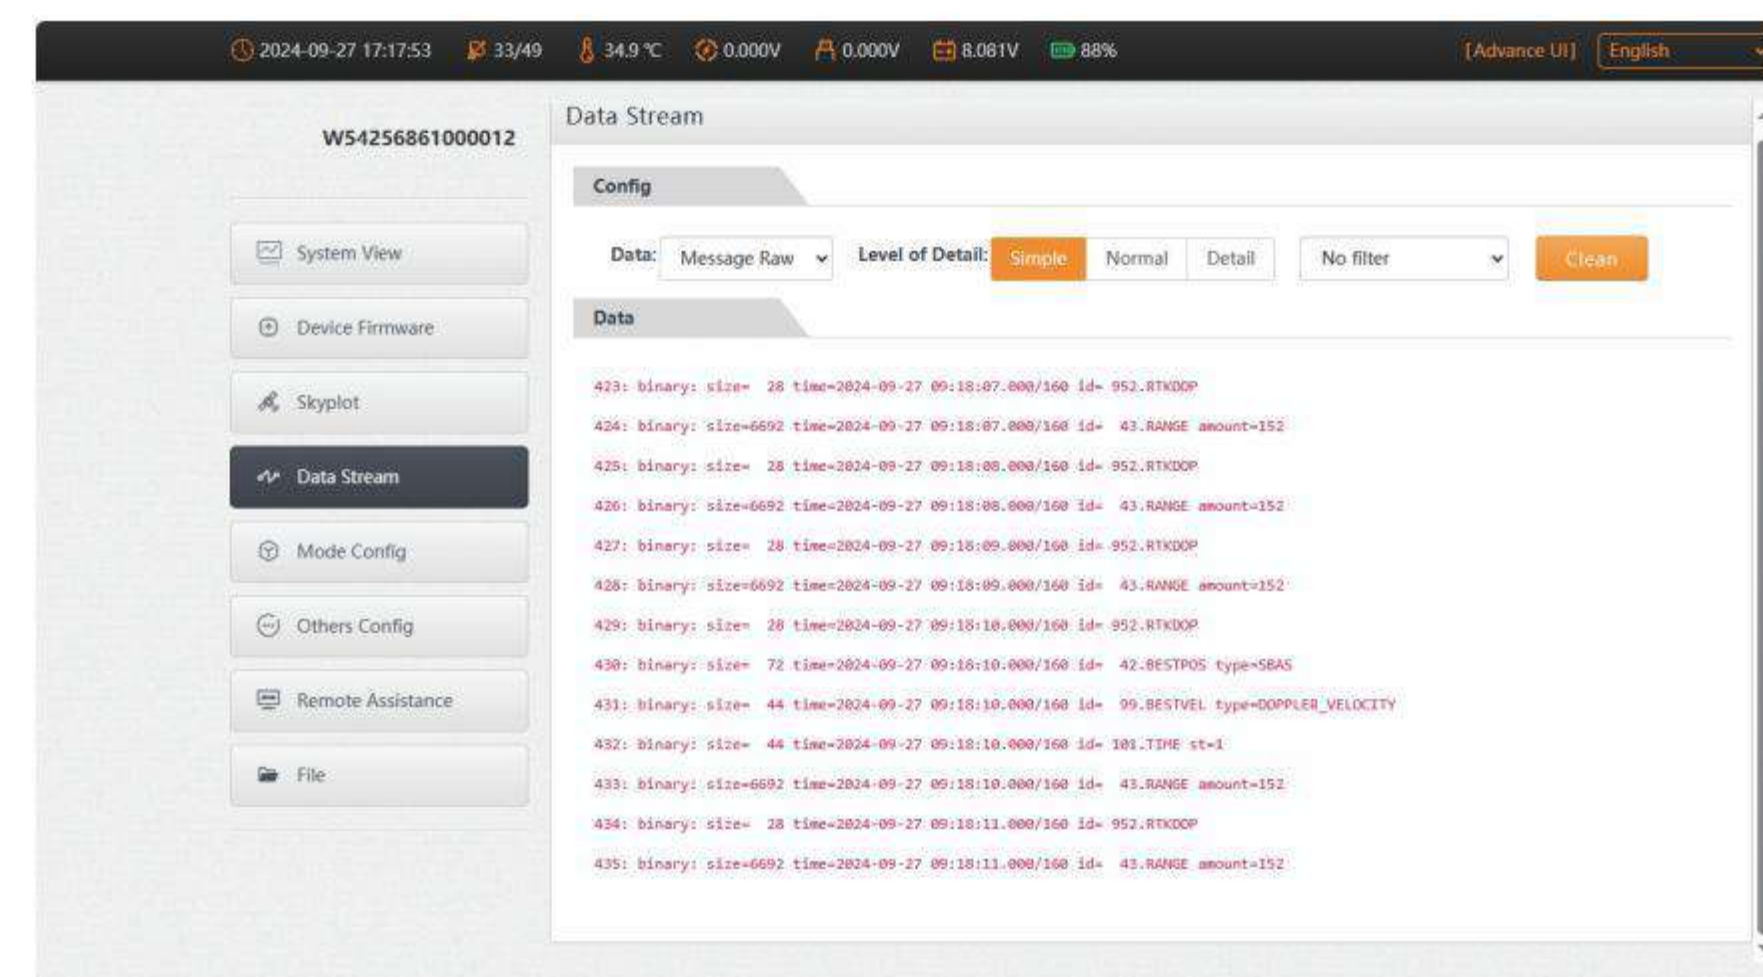 2024-09-27 17:17:53 33/49 34.9 ℃ 0.000V 0.000V 8.081V 88% [Advance UI] English
W54256861000012
System View
Device Firmware
Skyplot
Data Stream
Mode Config
Others Config
Remote Assistance
File
Data Stream
Config
Data: Message Raw Level of Detail: Simple Normal Detail No filter Clean
Data
423: binary: size=  28 time=2024-09-27 09:18:07.000/160 id= 952.RTKDOP
424: binary: size=6692 time=2024-09-27 09:18:07.000/160 id=  43.RANGE amount=152
425: binary: size=  28 time=2024-09-27 09:18:08.000/160 id= 952.RTKDOP
426: binary: size=6692 time=2024-09-27 09:18:08.000/160 id=  43.RANGE amount=152
427: binary: size=  28 time=2024-09-27 09:18:09.000/160 id= 952.RTKDOP
428: binary: size=6692 time=2024-09-27 09:18:09.000/160 id=  43.RANGE amount=152
429: binary: size=  28 time=2024-09-27 09:18:10.000/160 id= 952.RTKDOP
430: binary: size=  72 time=2024-09-27 09:18:10.000/160 id=  42.BESTPOS type=SBAS
431: binary: size=  44 time=2024-09-27 09:18:10.000/160 id=  99.BESTVEL type=DOPPLER_VELOCITY
432: binary: size=  44 time=2024-09-27 09:18:10.000/160 id= 101.TIME st=1
433: binary: size=6692 time=2024-09-27 09:18:10.000/160 id=  43.RANGE amount=152
434: binary: size=  28 time=2024-09-27 09:18:11.000/160 id= 952.RTKDOP
435: binary: size=6692 time=2024-09-27 09:18:11.000/160 id=  43.RANGE amount=152